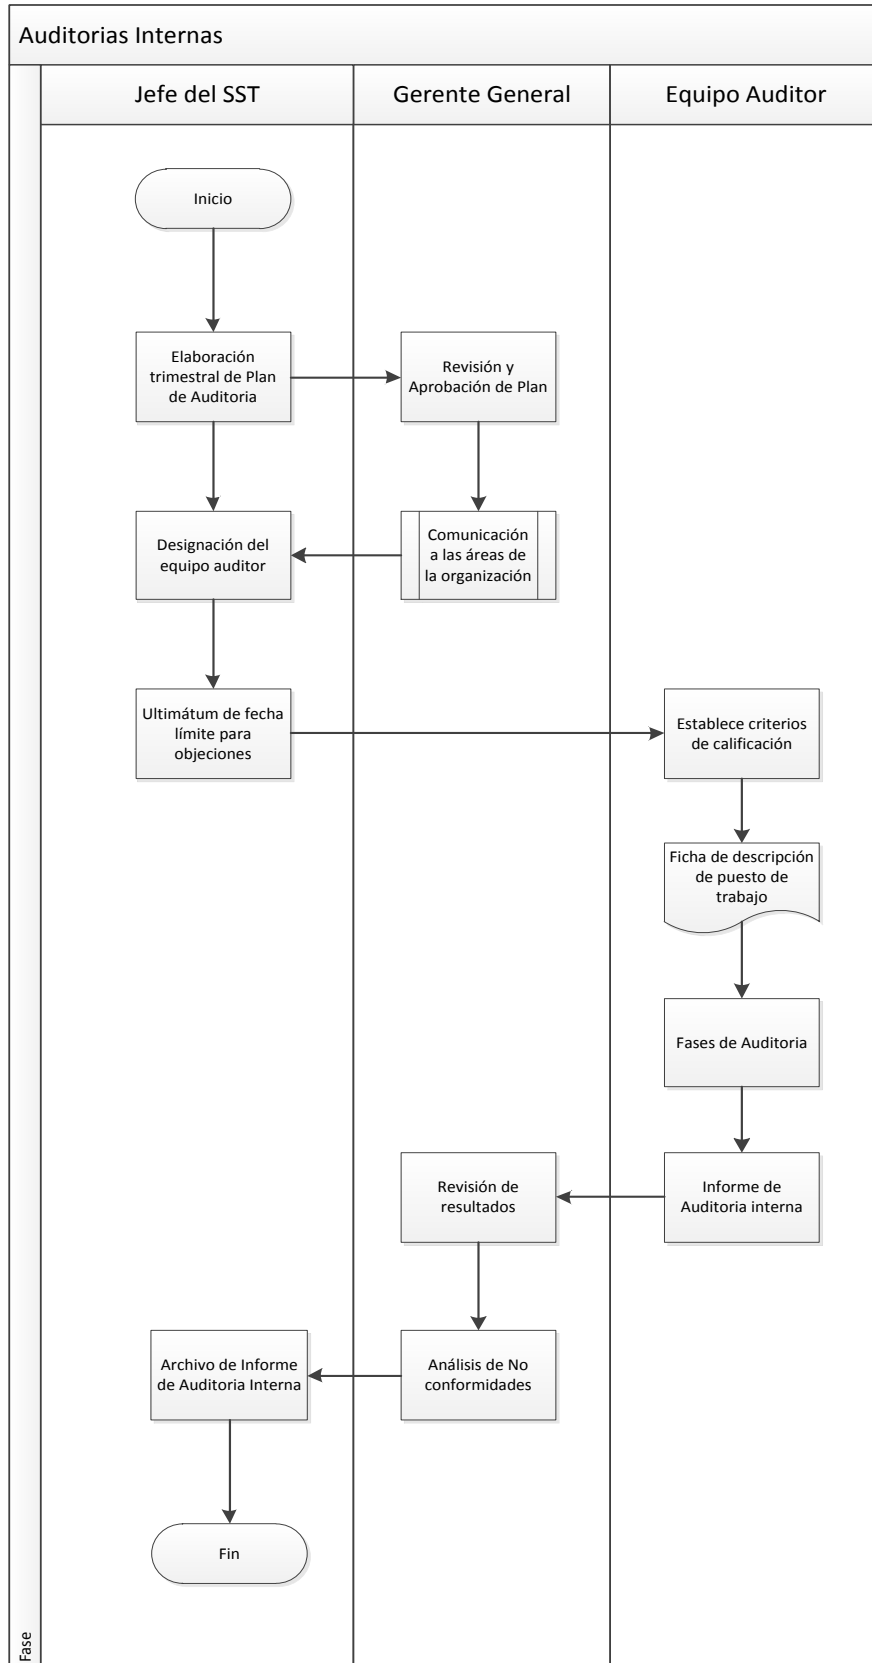 Auditorias Internas
Jefe del SST
Gerente General
Equipo Auditor
Inicio
Elaboración
trimestral de Plan
de Auditoria
Revisión y
Aprobación de Plan
Designación del
equipo auditor
Comunicación
a las áreas de
la organización
Ultimátum de fecha
límite para
objeciones
Establece criterios
de calificación
Ficha de descripción
de puesto de
trabajo
Fases de Auditoria
Informe de
Auditoria interna
Revisión de
resultados
Análisis de No
conformidades
Archivo de Informe
de Auditoria Interna
Fin
Fase